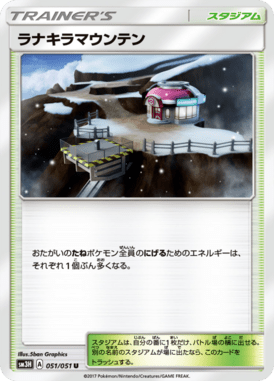 TRAINER'S
スタジアム
ラナキラマウンテン
おたがいのたねポケモン全員のにげるためのエネルギーは、
それぞれ1個ぶん多くなる。
スタジアムは、自分の番に1枚だけ、バトル場の横に出せる。
別の名前のスタジアムが場に出たなら、このカードを
トラッシュする。
Illus.5ban Graphics
SM3H A 051/051 U
©2017 Pokémon/Nintendo/Creatures/GAME FREAK.